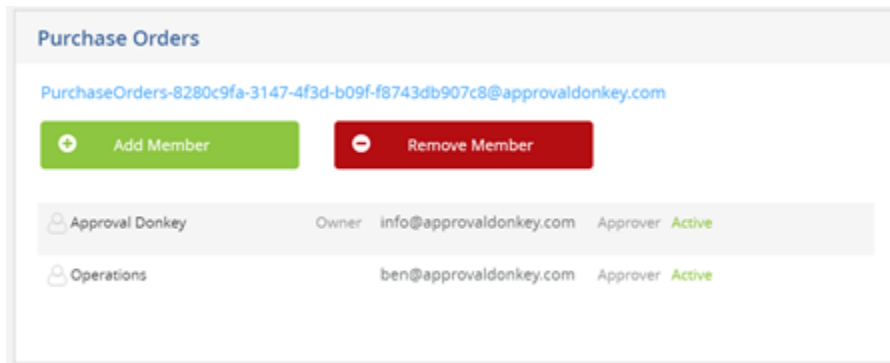 Purchase Orders
PurchaseOrders-8280c9fa-3147-4f3d-b09f-f8743db907c8@approvaldonkey.com
Add Member Remove Member
Approval Donkey Owner info@approvaldonkey.com Approver Active
Operations ben@approvaldonkey.com Approver Active